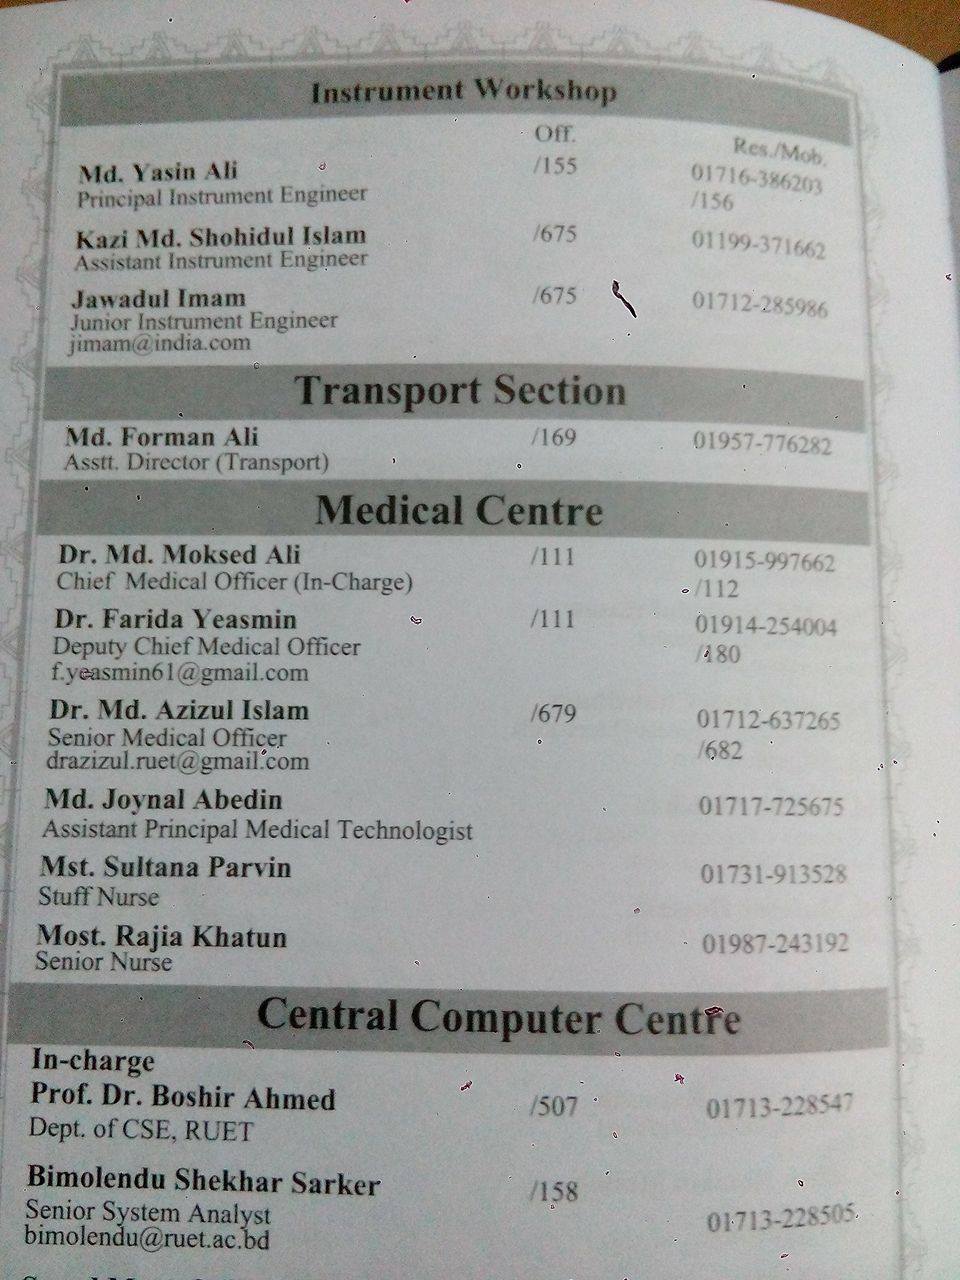 Instrument Workshop
Off. Res./Mob.
Md. Yasin Ali /155 01716-386203
Principal Instrument Engineer /156
Kazi Md. Shohidul Islam /675 01199-371662
Assistant Instrument Engineer
Jawadul Imam /675 01712-285986
Junior Instrument Engineer
jimam@india.com
Transport Section
Md. Forman Ali /169 01957-776282
Asstt. Director (Transport)
Medical Centre
Dr. Md. Moksed Ali /111 01915-997662
Chief Medical Officer (In-Charge) /112
Dr. Farida Yeasmin /111 01914-254004
Deputy Chief Medical Officer /180
f.yeasmin61@gmail.com
Dr. Md. Azizul Islam /679 01712-637265
Senior Medical Officer /682
drazizul.ruet@gmail.com
Md. Joynal Abedin 01717-725675
Assistant Principal Medical Technologist
Mst. Sultana Parvin 01731-913528
Stuff Nurse
Most. Rajia Khatun 01987-243192
Senior Nurse
Central Computer Centre
In-charge
Prof. Dr. Boshir Ahmed /507 01713-228547
Dept. of CSE, RUET
Bimolendu Shekhar Sarker /158
Senior System Analyst 01713-228505
bimolendu@ruet.ac.bd